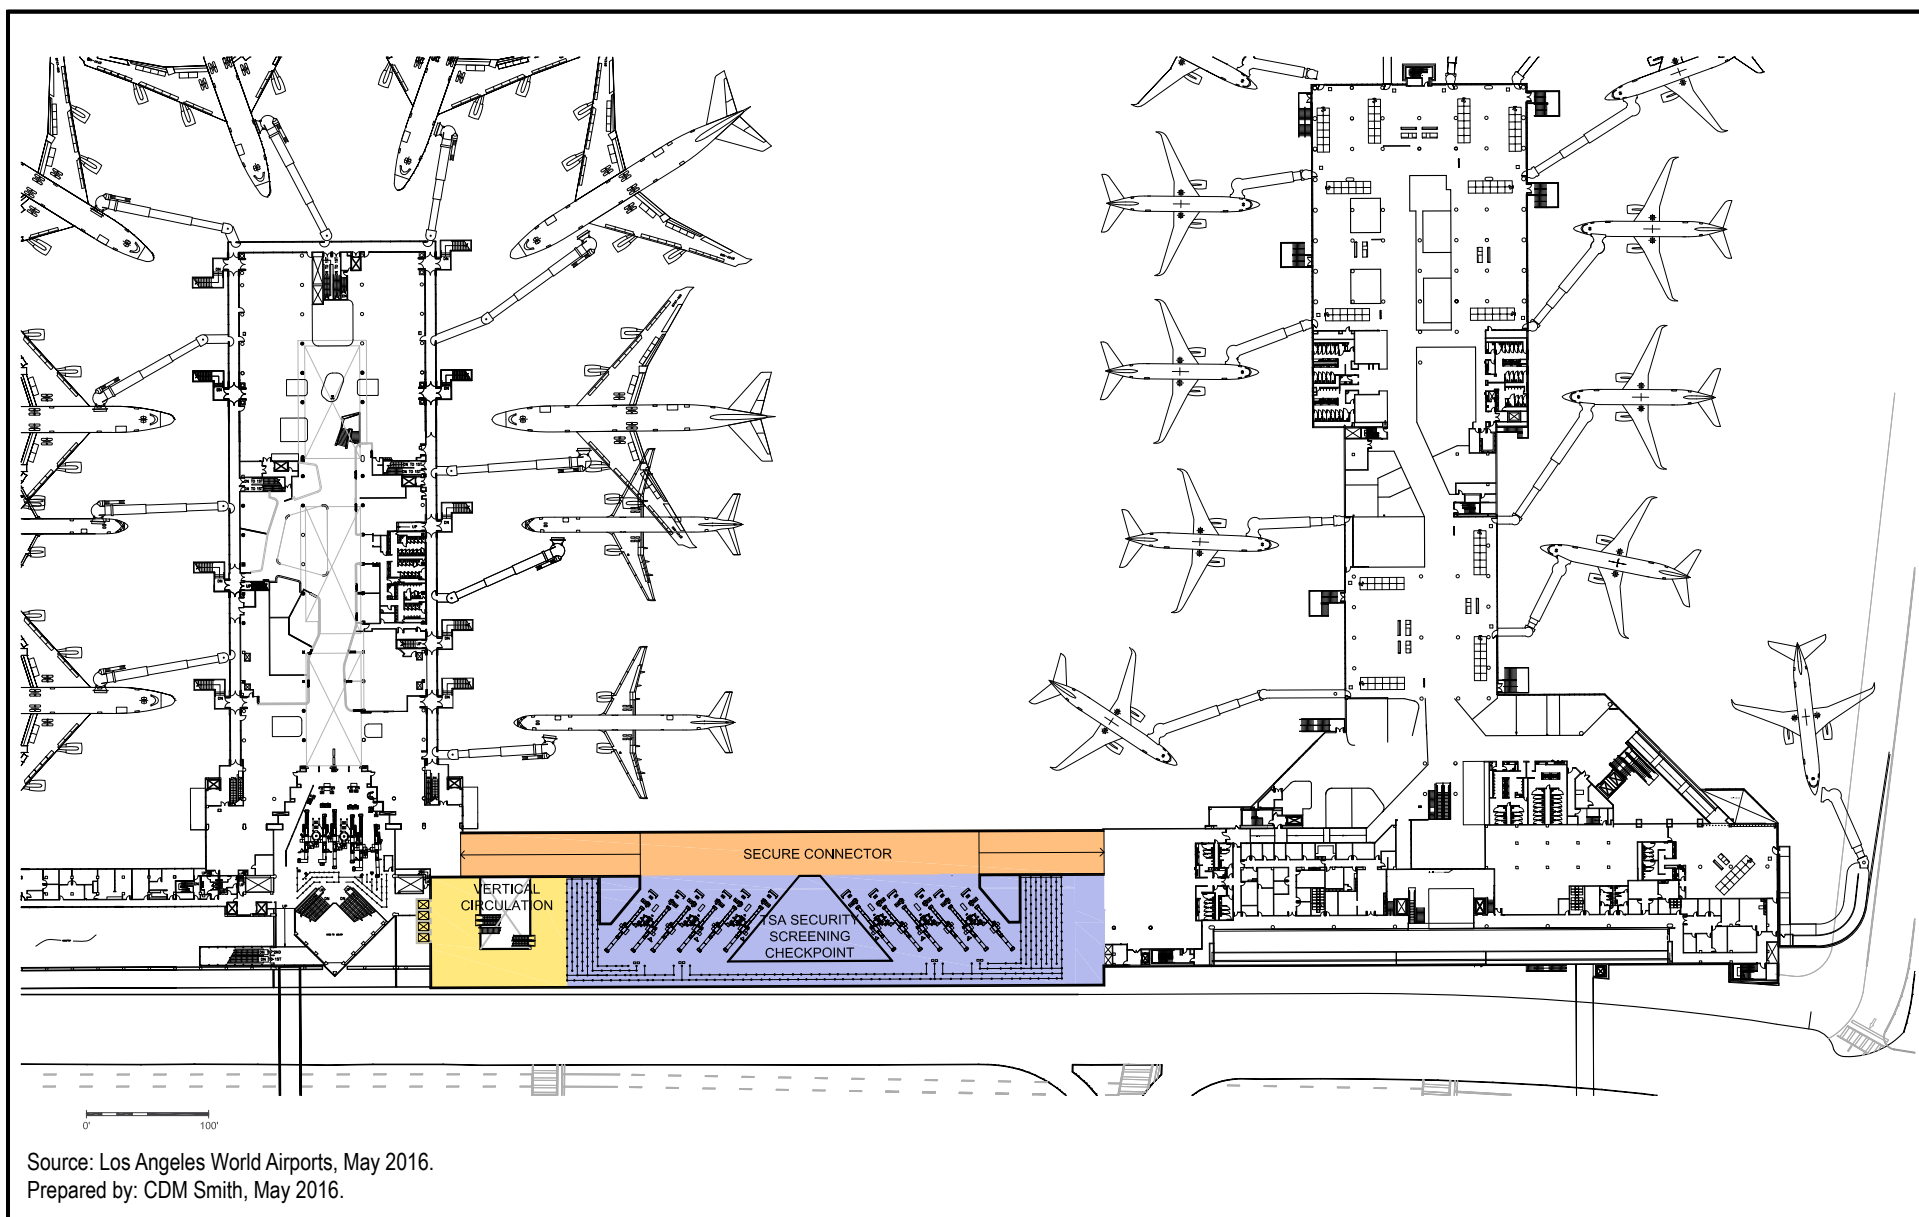 SECURE CONNECTOR
VERTICAL
CIRCULATION
TSA SECURITY
SCREENING
CHECKPOINT
0'
100'
Source: Los Angeles World Airports, May 2016.
Prepared by: CDM Smith, May 2016.